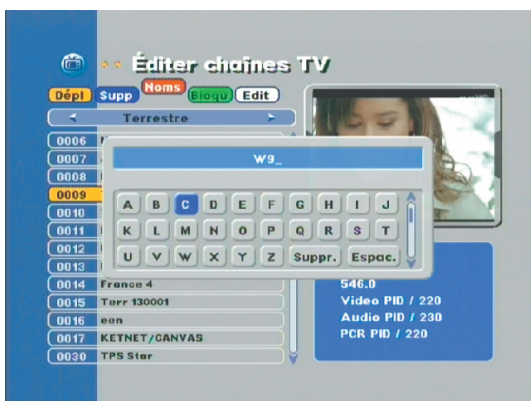 Éditer chaînes TV
Dépl Supp Noms Bloqu Edit
Terrestre
0006
0007
0008
0009
0010
0011
0012
0013
W9_
A B C D E F G H I J
K L M N O P Q R S T
U V W X Y Z Suppr. Espac.
0014 France 4
0015 Terr 130001
0016 een
0017 KETNET/CANVAS
0030 TPS Star
546.0
Video PID / 220
Audio PID / 230
PCR PID / 220